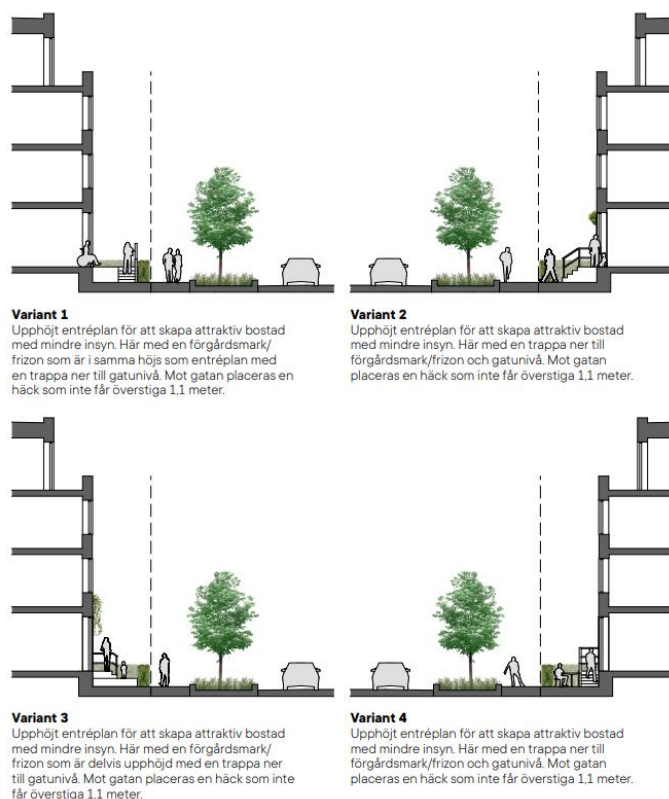 Variant 1
Upphöjt entréplan för att skapa attraktiv bostad
med mindre insyn. Här med en förgårdsmark/
frizon som är i samma höjs som entréplan med
en trappa ner till gatunivå. Mot gatan placeras en
häck som inte får överstiga 1,1 meter.
Variant 2
Upphöjt entréplan för att skapa attraktiv bostad
med mindre insyn. Här med en trappa ner till
förgårdsmark/frizon och gatunivå. Mot gatan
placeras en häck som inte får överstiga 1,1 meter.
Variant 3
Upphöjt entréplan för att skapa attraktiv bostad
med mindre insyn. Här med en förgårdsmark/
frizon som är delvis upphöjd med en trappa ner
till gatunivå. Mot gatan placeras en häck som inte
får överstiga 1,1 meter.
Variant 4
Upphöjt entréplan för att skapa attraktiv bostad
med mindre insyn. Här med en trappa ner till
förgårdsmark/frizon och gatunivå. Mot gatan
placeras en häck som inte får överstiga 1,1 meter.